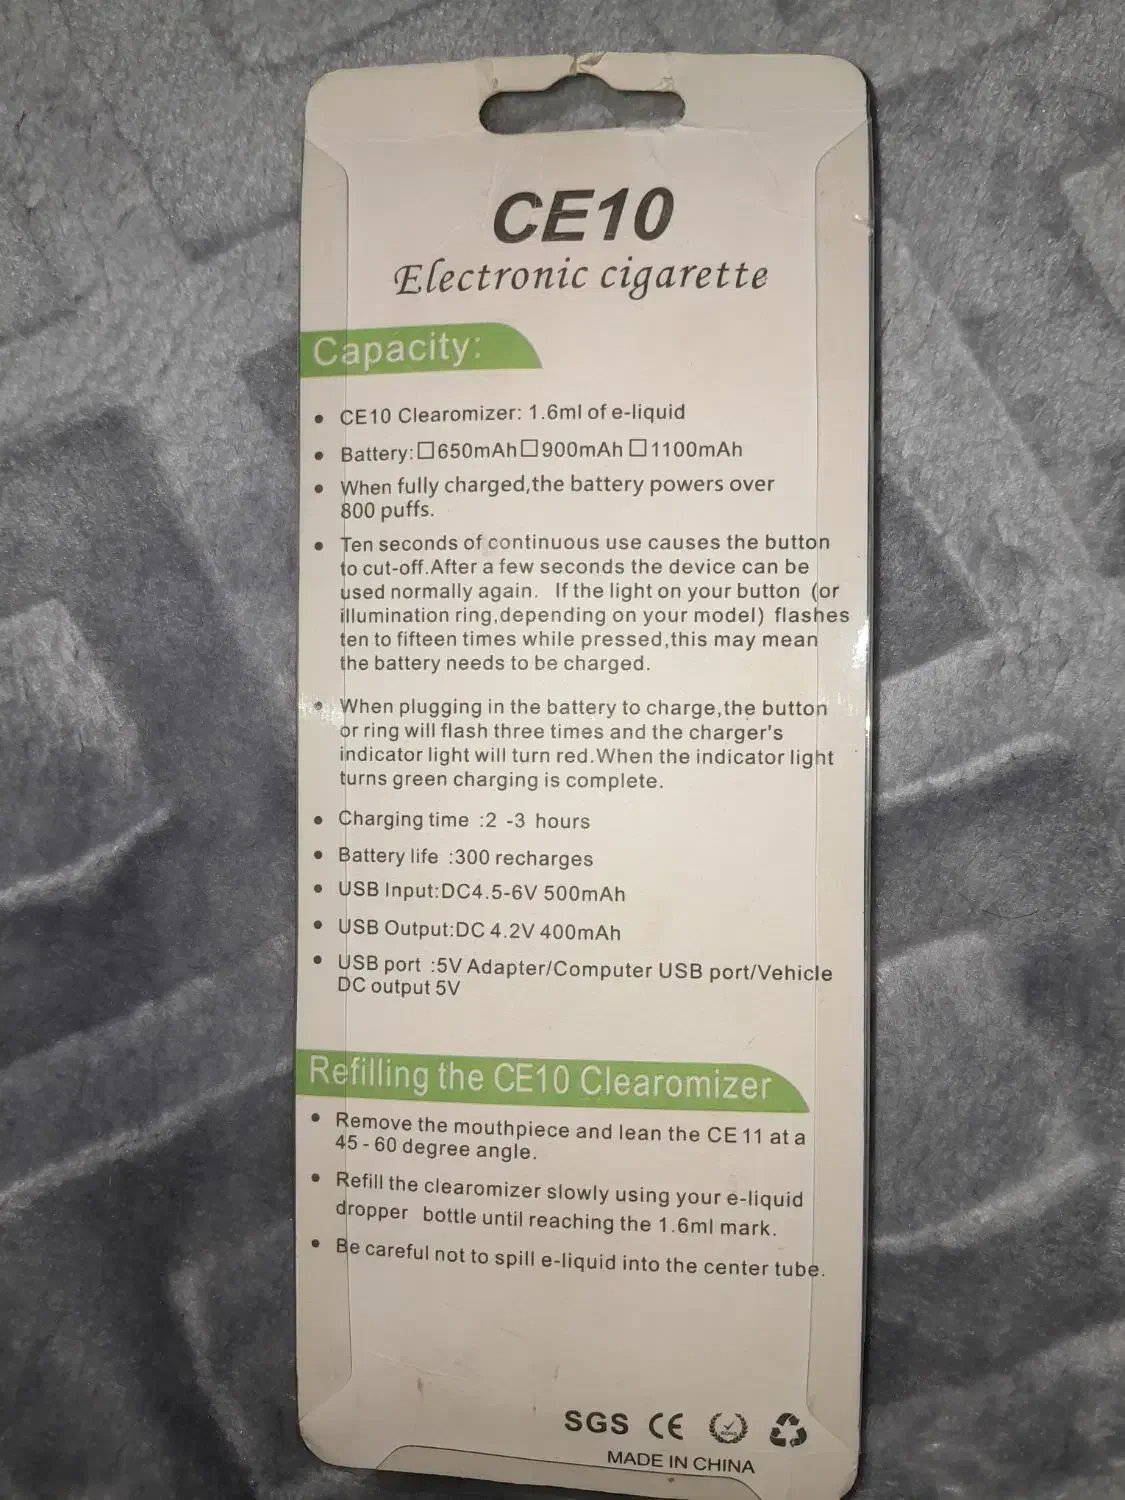 CE10
Electronic cigarette
Capacity:
• CE10 Clearomizer: 1.6ml of e-liquid
• Battery:☐650mAh☐900mAh ☐1100mAh
• When fully charged,the battery powers over
800 puffs.
• Ten seconds of continuous use causes the button
to cut-off.After a few seconds the device can be
used normally again. If the light on your button (or
illumination ring,depending on your model) flashes
ten to fifteen times while pressed,this may mean
the battery needs to be charged.
• When plugging in the battery to charge,the button
or ring will flash three times and the charger's
indicator light will turn red.When the indicator light
turns green charging is complete.
• Charging time :2 -3 hours
• Battery life :300 recharges
• USB Input:DC4.5-6V 500mAh
• USB Output:DC 4.2V 400mAh
• USB port :5V Adapter/Computer USB port/Vehicle
DC output 5V
Refilling the CE10 Clearomizer
• Remove the mouthpiece and lean the CE11 at a
45 - 60 degree angle.
• Refill the clearomizer slowly using your e-liquid
dropper bottle until reaching the 1.6ml mark.
• Be careful not to spill e-liquid into the center tube.
SGS CE RoHS
MADE IN CHINA